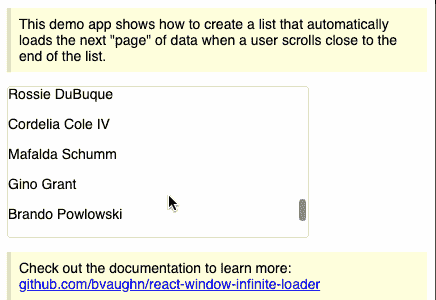 This demo app shows how to create a list that automatically
loads the next "page" of data when a user scrolls close to the
end of the list.
Rossie DuBuque
Cordelia Cole IV
Mafalda Schumm
Gino Grant
Brando Powlowski
Check out the documentation to learn more:
github.com/bvaughn/react-window-infinite-loader